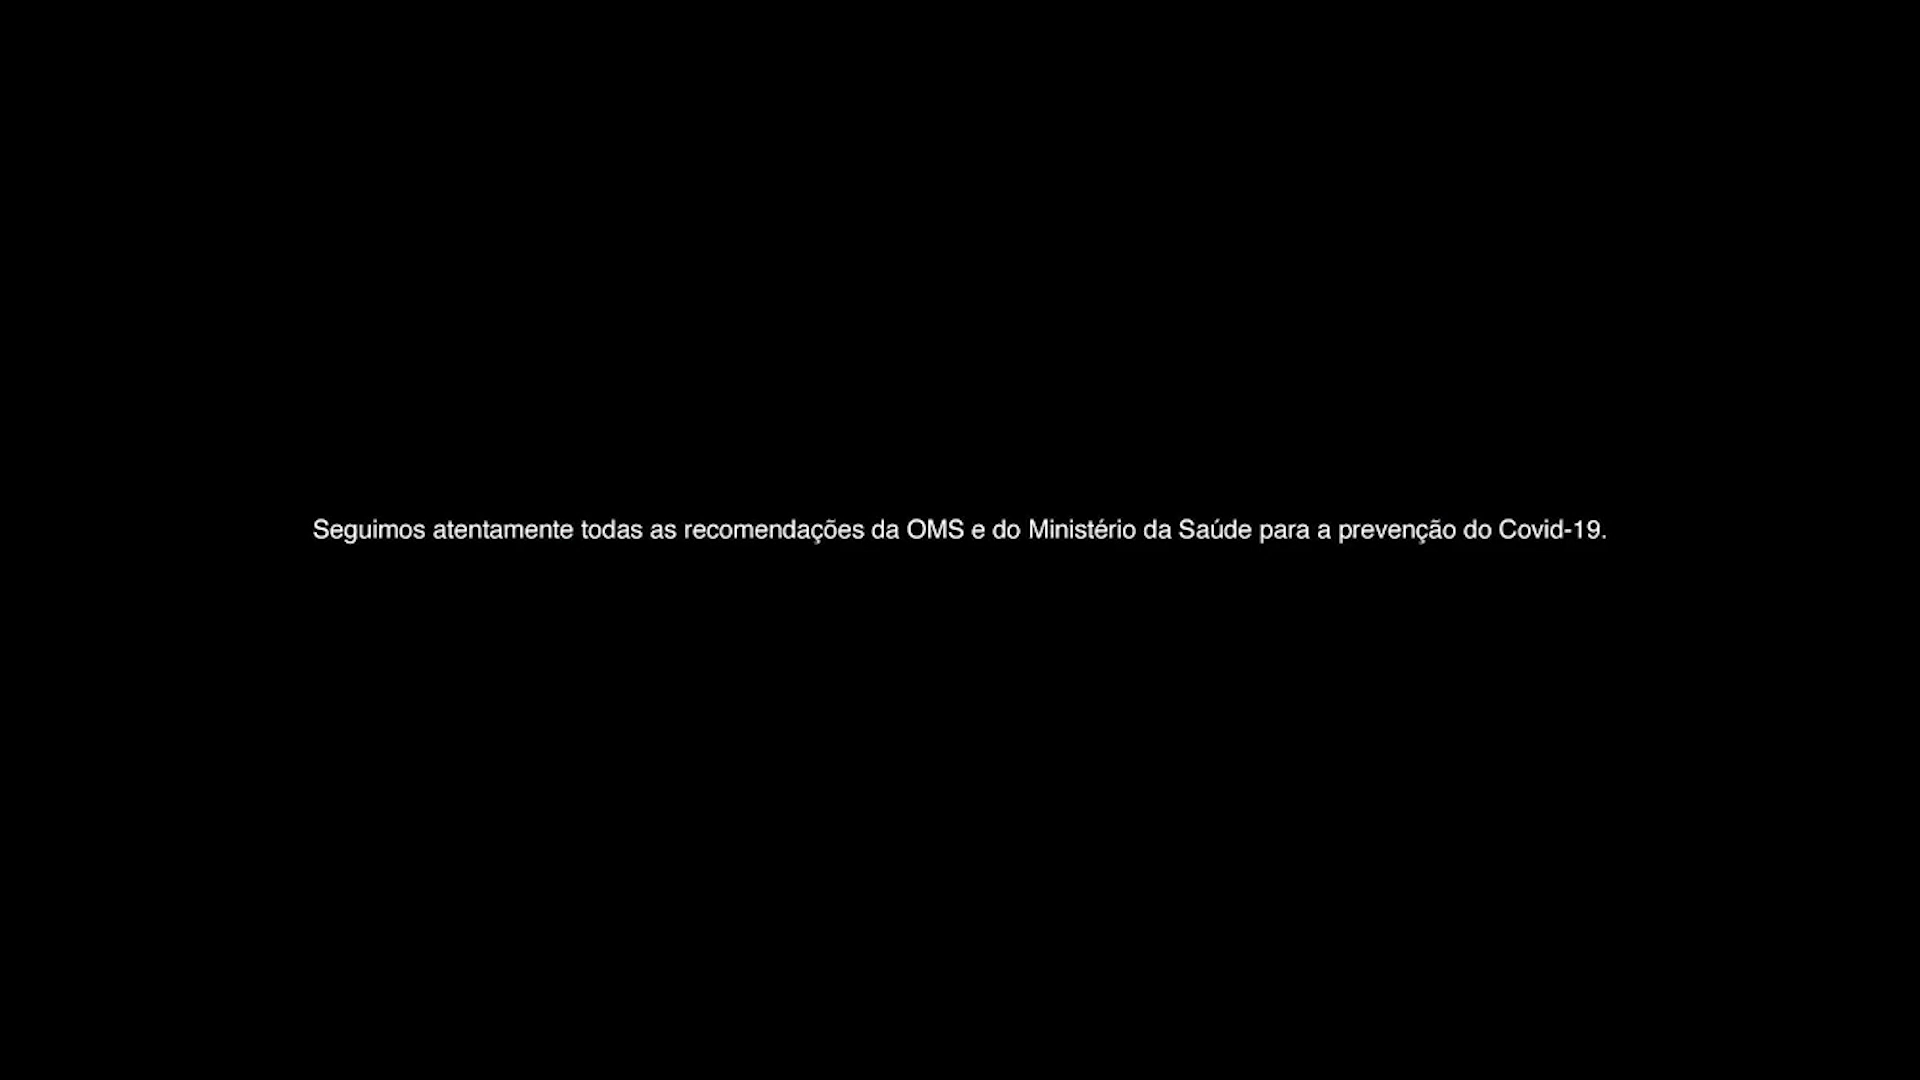 Seguimos atentamente todas as recomendações da OMS e do Ministério da Saúde para a prevenção do Covid-19.